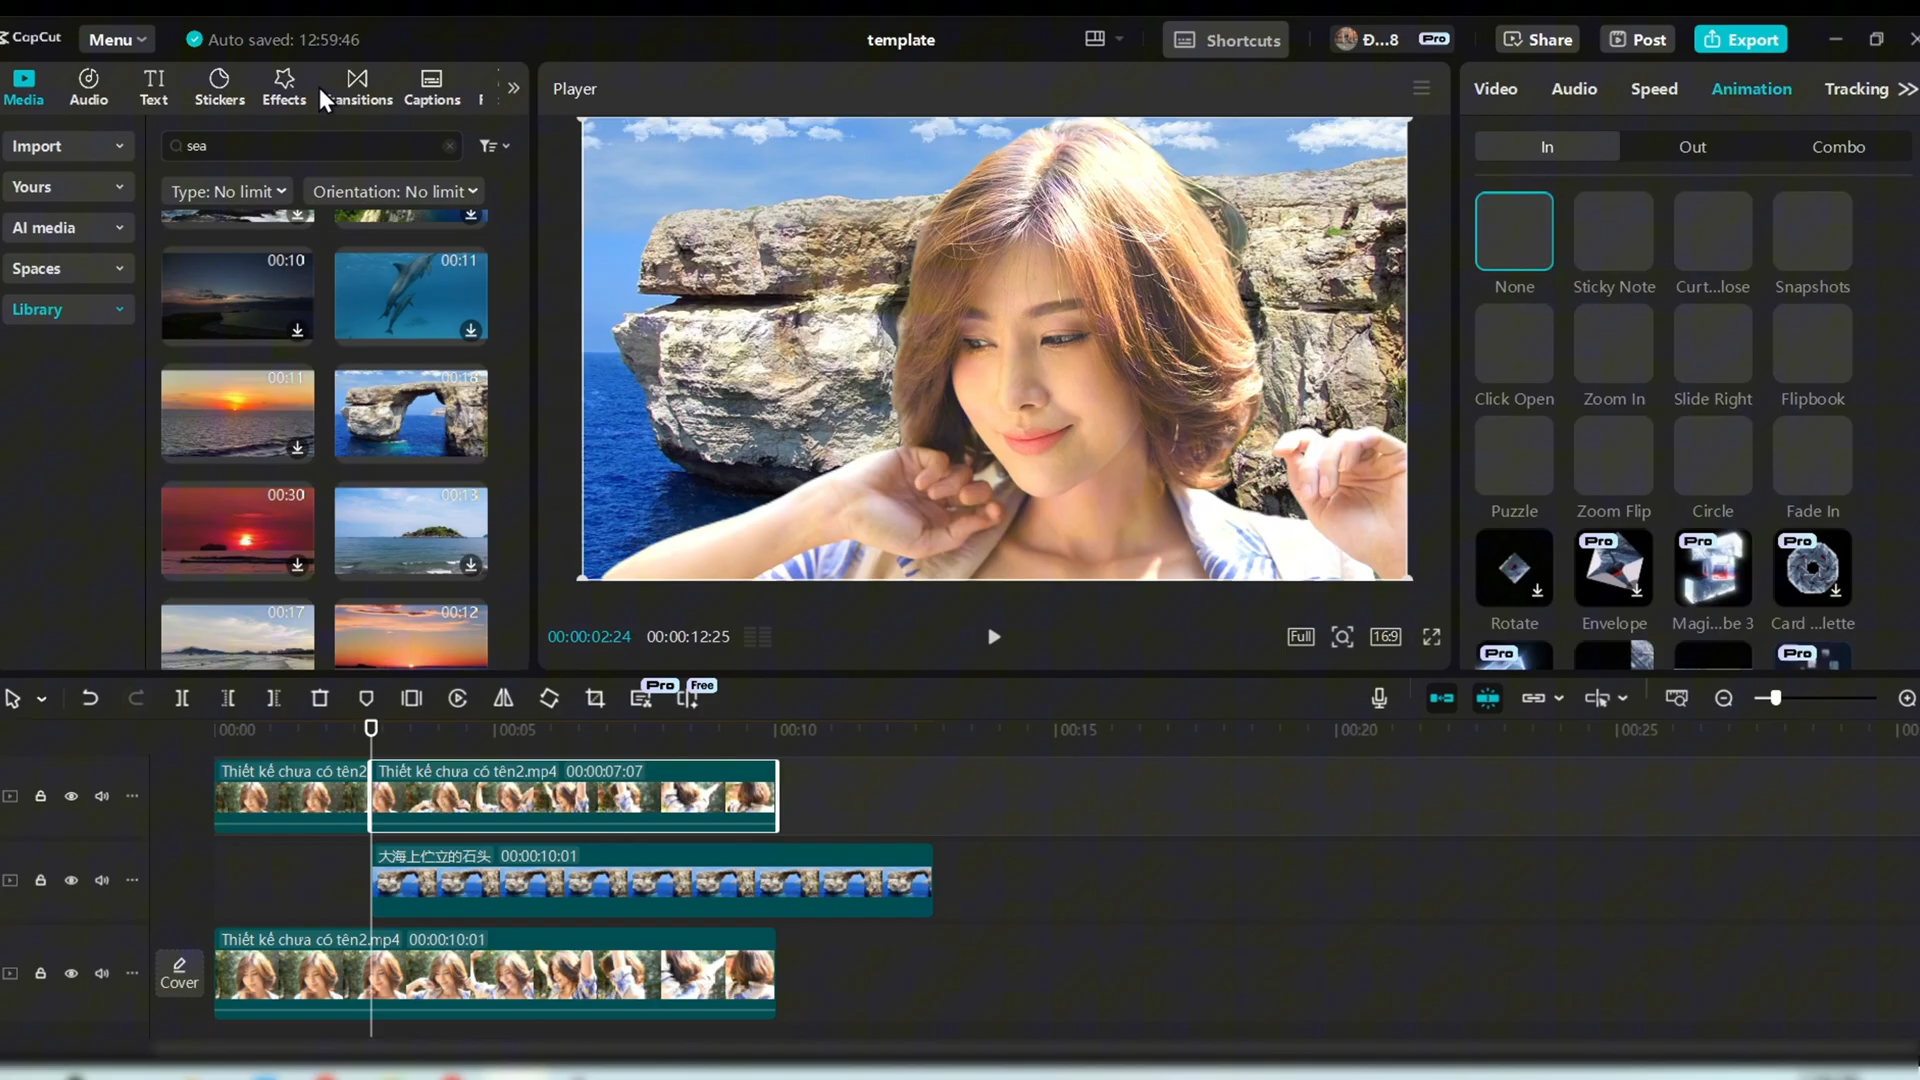 CapCut
Menu
Auto saved: 12:59:46
template
Shortcuts
Đ...8
Pro
Share
Post
Export
Media
Audio
Text
Stickers
Effects
Captions
Player
Video
Audio
Speed
Animation
Tracking
Import
Yours
AI media
Spaces
Library
sea
Type: No limit
Orientation: No limit
00:10
00:11
00:11
00:18
00:30
00:13
00:17
00:12
In
Out
Combo
None
Sticky Note
Curt...lose
Snapshots
Click Open
Zoom In
Slide Right
Flipbook
Puzzle
Zoom Flip
Circle
Fade In
Pro
Pro
Pro
Rotate
Envelope
Magi...be 3
Card ...lette
Pro
Pro
00:00:02:24
00:00:12:25
Full
16:9
Pro
Free
00:00
00:05
00:10
00:15
00:20
00:25
Thiết kế chưa có tên2
Thiết kế chưa có tên2.mp4 00:00:07:07
大海上伫立的石头 00:00:10:01
Thiết kế chưa có tên2.mp4 00:00:10:01
Cover